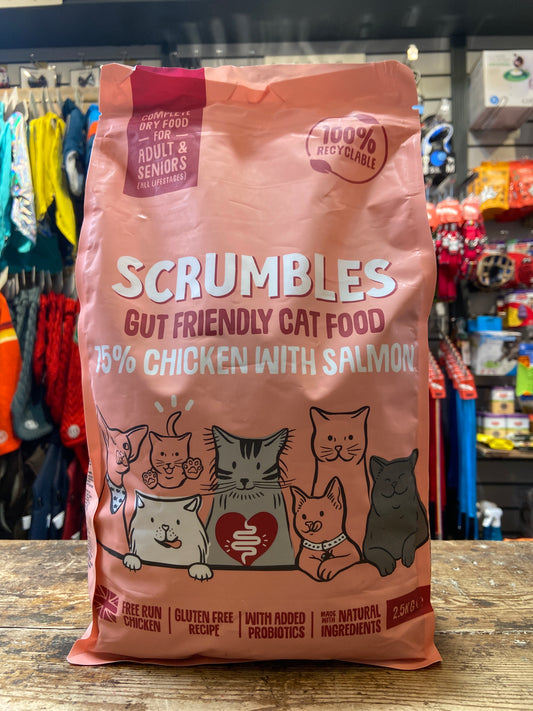 COMPLETE
DRY FOOD
FOR
ADULT &
SENIORS
(ALL LIFESTAGES)
100%
RECYCLABLE
SCRUMBLES
GUT FRIENDLY CAT FOOD
75% CHICKEN WITH SALMON
FREE RUN
CHICKEN
GLUTEN FREE
RECIPE
WITH ADDED
PROBIOTICS
MADE WITH NATURAL
INGREDIENTS
2.5KG